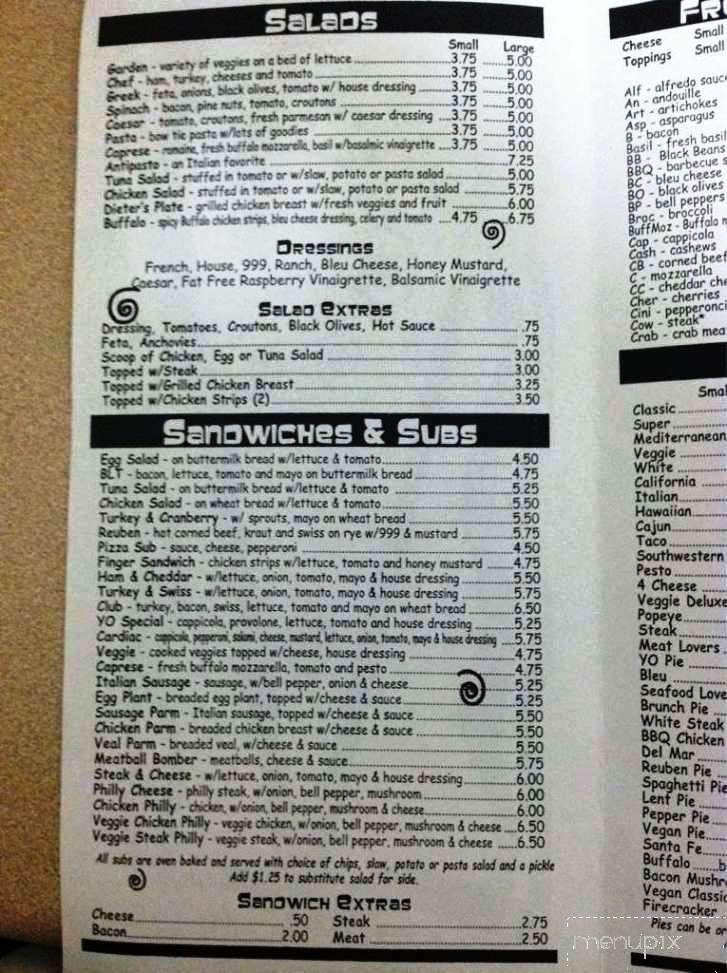 Salads
Small Large
Garden - variety of veggies on a bed of lettuce 3.75 5.00
Chef - ham, turkey, cheeses and tomato 3.75 5.00
Greek - feta, onions, black olives, tomato w/ house dressing 3.75 5.00
Spinach - bacon, pine nuts, tomato, croutons 3.75 5.00
Caesar - tomato, croutons, fresh parmesan w/ caesar dressing 3.75 5.00
Pasta - bow tie pasta w/lots of goodies 3.75 5.00
Caprese - romaine, fresh buffalo mozzarella, basil w/basalmic vinaigrette 3.75 5.00
Antipasto - an Italian favorite 7.25
Tuna Salad - stuffed in tomato or w/slaw, potato or pasta salad 5.00
Chicken Salad - stuffed in tomato or w/slaw, potato or pasta salad 5.75
Dieter's Plate - grilled chicken breast w/fresh veggies and fruit 6.00
Buffalo - spicy Buffalo chicken strips, bleu cheese dressing, celery and tomato 4.75 6.75
Dressings
French, House, 999, Ranch, Bleu Cheese, Honey Mustard,
Caesar, Fat Free Raspberry Vinaigrette, Balsamic Vinaigrette
Salad Extras
Dressing, Tomatoes, Croutons, Black Olives, Hot Sauce .75
Feta, Anchovies .75
Scoop of Chicken, Egg or Tuna Salad 3.00
Topped w/Steak 3.00
Topped w/Grilled Chicken Breast 3.25
Topped w/Chicken Strips (2) 3.50
Sandwiches & Subs
Egg Salad - on buttermilk bread w/lettuce & tomato 4.50
BLT - bacon, lettuce, tomato and mayo on buttermilk bread 4.75
Tuna Salad - on buttermilk bread w/lettuce & tomato 5.25
Chicken Salad - on wheat bread w/lettuce & tomato 5.50
Turkey & Cranberry - w/ sprouts, mayo on wheat bread 5.50
Reuben - hot corned beef, kraut and swiss on rye w/999 & mustard 5.75
Pizza Sub - sauce, cheese, pepperoni 4.50
Finger Sandwich - chicken strips w/lettuce, tomato and honey mustard 4.75
Ham & Cheddar - w/lettuce, onion, tomato, mayo & house dressing 5.50
Turkey & Swiss - w/lettuce, onion, tomato, mayo & house dressing 5.75
Club - turkey, bacon, swiss, lettuce, tomato and mayo on wheat bread 6.50
YO Special - cappicola, provolone, lettuce, tomato and house dressing 5.25
Cardiac - cappicola, pepperoni, salami, cheese, mustard, lettuce, onion, tomato, mayo & house dressing 5.75
Veggie - cooked veggies topped w/cheese, house dressing 4.75
Caprese - fresh buffalo mozzarella, tomato and pesto 4.75
Italian Sausage - sausage, w/bell pepper, onion & cheese 5.25
Egg Plant - breaded egg plant, topped w/cheese & sauce 5.25
Sausage Parm - Italian sausage, topped w/cheese & sauce 5.50
Chicken Parm - breaded chicken breast w/cheese & sauce 5.50
Veal Parm - breaded veal, w/cheese & sauce 5.50
Meatball Bomber - meatballs, cheese & sauce 5.75
Steak & Cheese - w/lettuce, onion, tomato, mayo & house dressing 6.00
Philly Cheese - philly steak, w/onion, bell pepper, mushroom 6.00
Chicken Philly - chicken, w/onion, bell pepper, mushroom & cheese 6.00
Veggie Chicken Philly - veggie chicken, w/onion, bell pepper, mushroom & cheese 6.50
Veggie Steak Philly - veggie steak, w/onion, bell pepper, mushroom & cheese 6.50
All subs are oven baked and served with choice of chips, slaw, potato or pasta salad and a pickle
Add $1.25 to substitute salad for side.
Sandwich Extras
Cheese .50 Steak 2.75
Bacon 2.00 Meat 2.50
Cheese Small
Toppings Small
Alf - alfredo sauce
An - andouille
Art - artichokes
Asp - asparagus
B - bacon
Basil - fresh basil
BB - Black Beans
BBQ - barbecue s
BC - bleu cheese
BO - black olives
BP - bell peppers
Broc - broccoli
BuffMoz - Buffalo m
Cap - cappicola
Cash - cashews
CB - corned beef
C - mozzarella
CC - cheddar che
Cher - cherries
Cini - pepperonci
Cow - steak*
Crab - crab mea
Smal
Classic
Super
Mediterranean
Veggie
White
California
Italian
Hawaiian
Cajun
Taco
Southwestern
Pesto
4 Cheese
Veggie Deluxe
Popeye
Steak
Meat Lovers
YO Pie
Bleu
Seafood Love
Brunch Pie
White Steak
BBQ Chicken
Del Mar
Reuben Pie
Spaghetti Pie
Lenf Pie
Pepper Pie
Vegan Pie
Santa Fe
Buffalo b
Bacon Mushr
Vegan Classic
Firecracker
Pies can be or
menupix